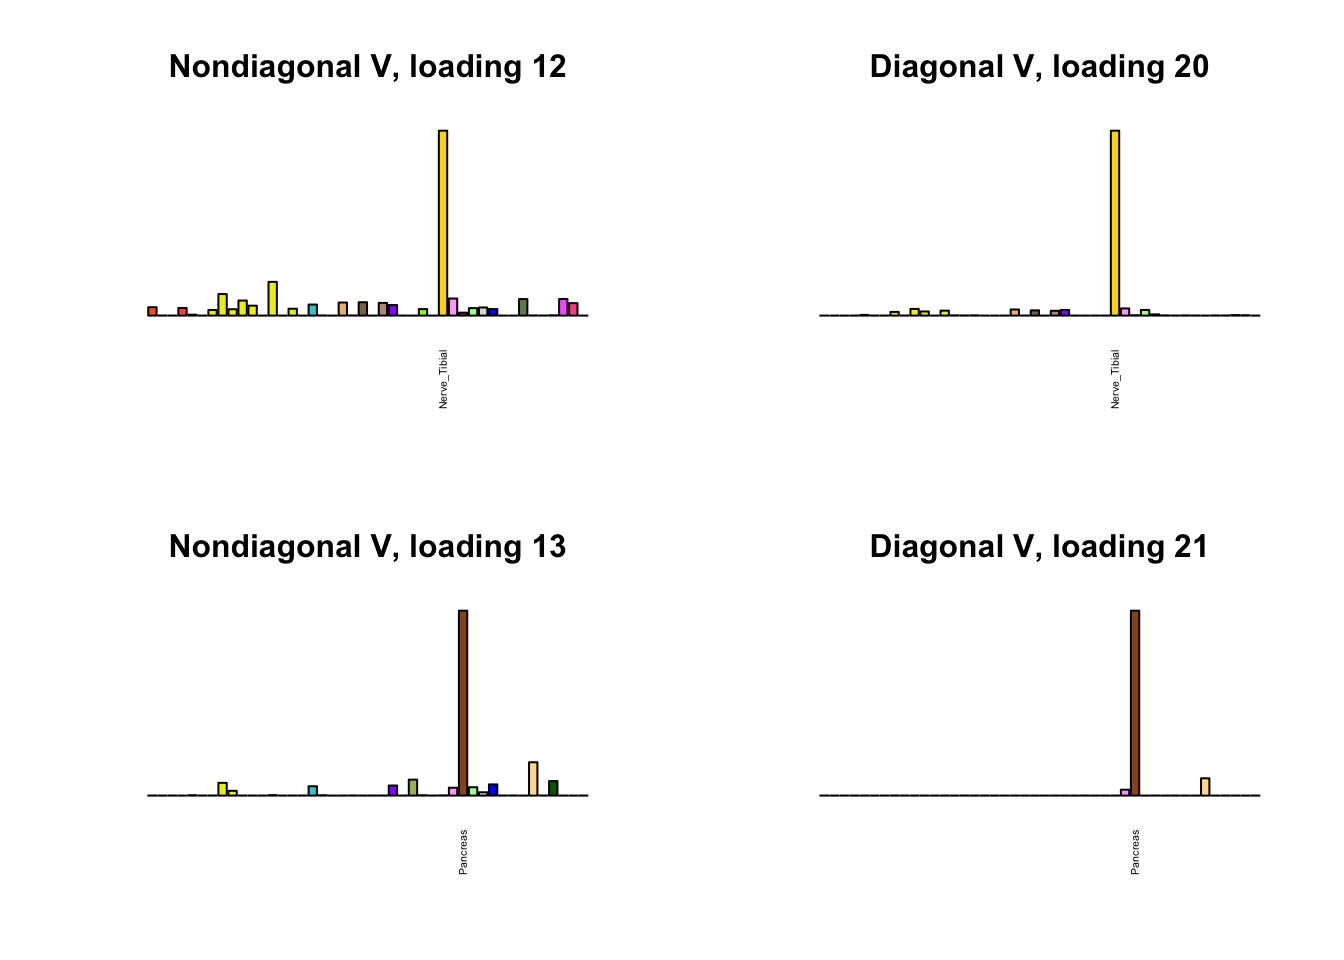 Nondiagonal V, loading 12
Diagonal V, loading 20
Nerve_Tibial
Nerve_Tibial
Nondiagonal V, loading 13
Diagonal V, loading 21
Pancreas
Pancreas